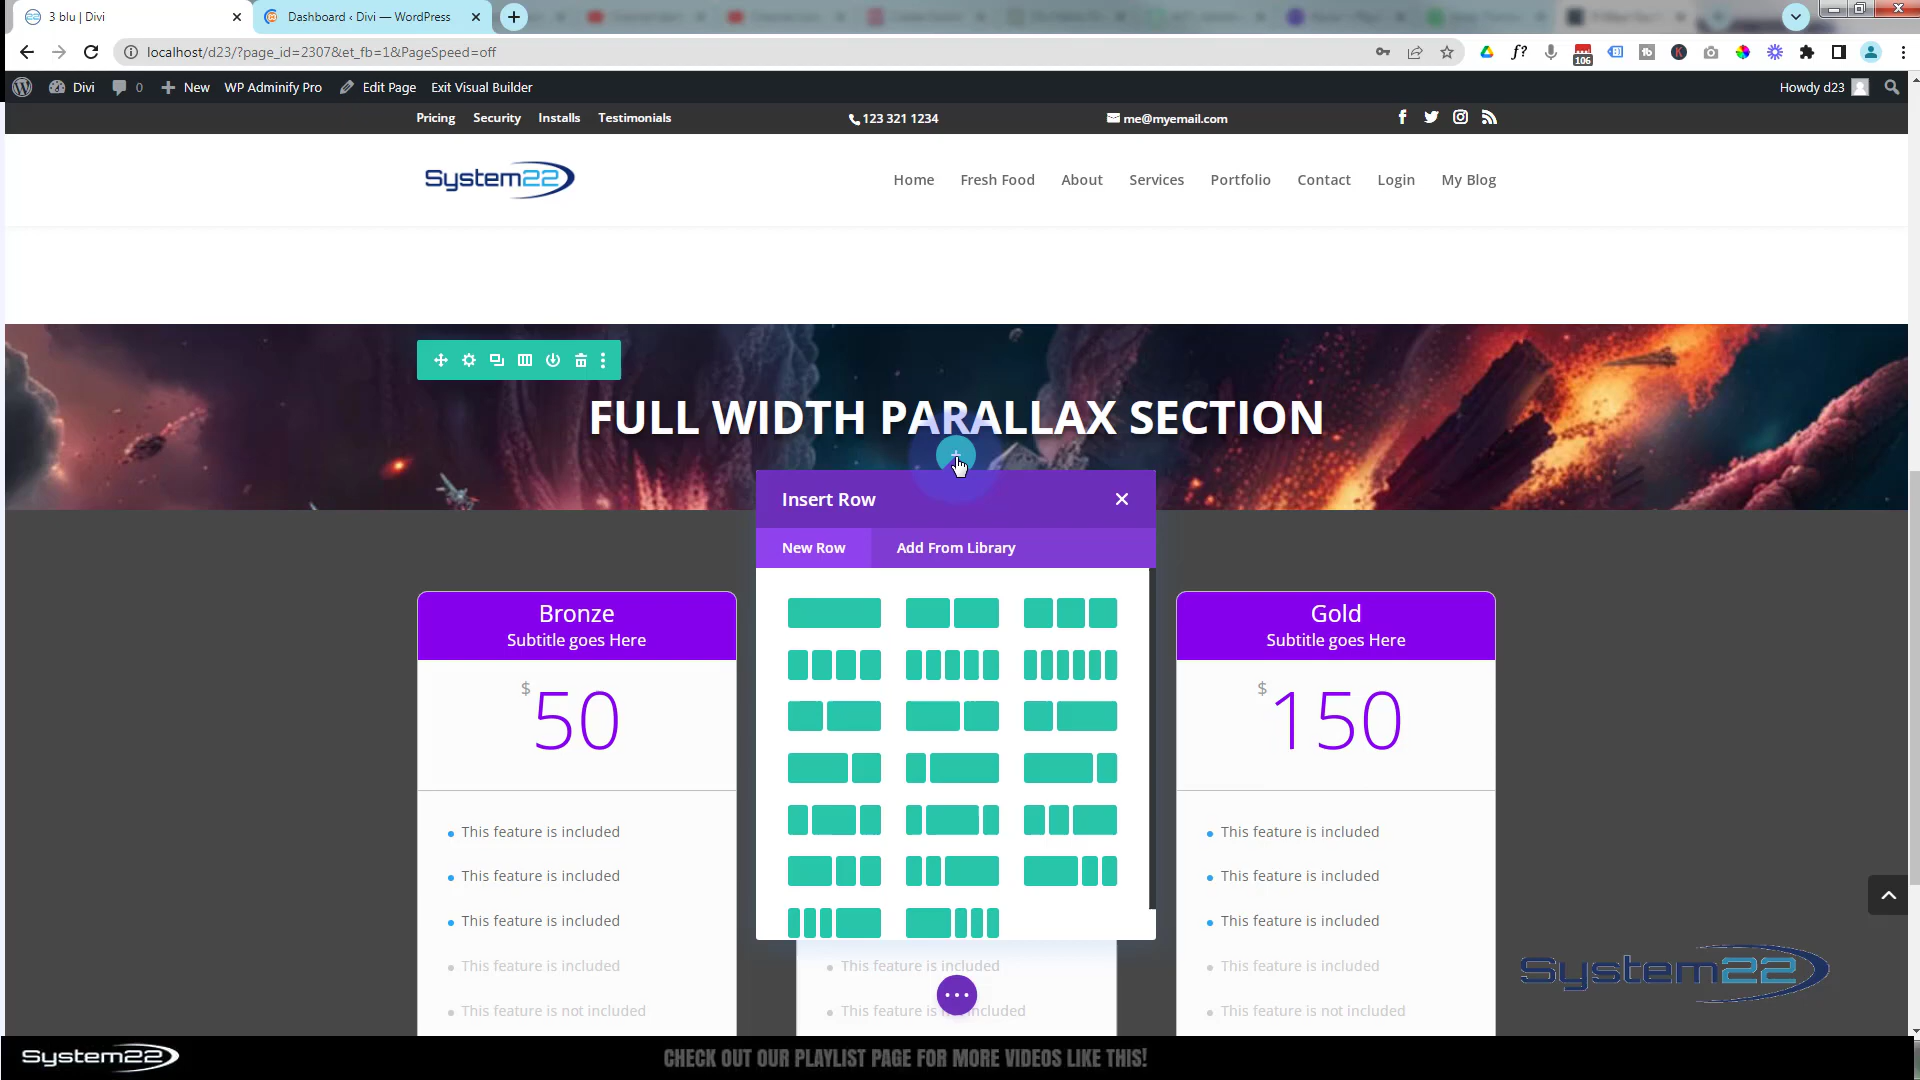 3 blu | Divi
Dashboard ‹ Divi — WordPress
localhost/d23/?page_id=2307&et_fb=1&PageSpeed=off
106
Divi
0
New
WP Adminify Pro
Edit Page
Exit Visual Builder
Howdy d23
Pricing
Security
Installs
Testimonials
123 321 1234
me@myemail.com
System22
Home
Fresh Food
About
Services
Portfolio
Contact
Login
My Blog
FULL WIDTH PARALLAX SECTION
Insert Row
New Row
Add From Library
Bronze
Subtitle goes Here
$50
This feature is included
This feature is included
This feature is included
This feature is included
This feature is not included
This feature is included
This feature is not included
Gold
Subtitle goes Here
$150
This feature is included
This feature is included
This feature is included
This feature is included
This feature is not included
System22
System22
CHECK OUT OUR PLAYLIST PAGE FOR MORE VIDEOS LIKE THIS!